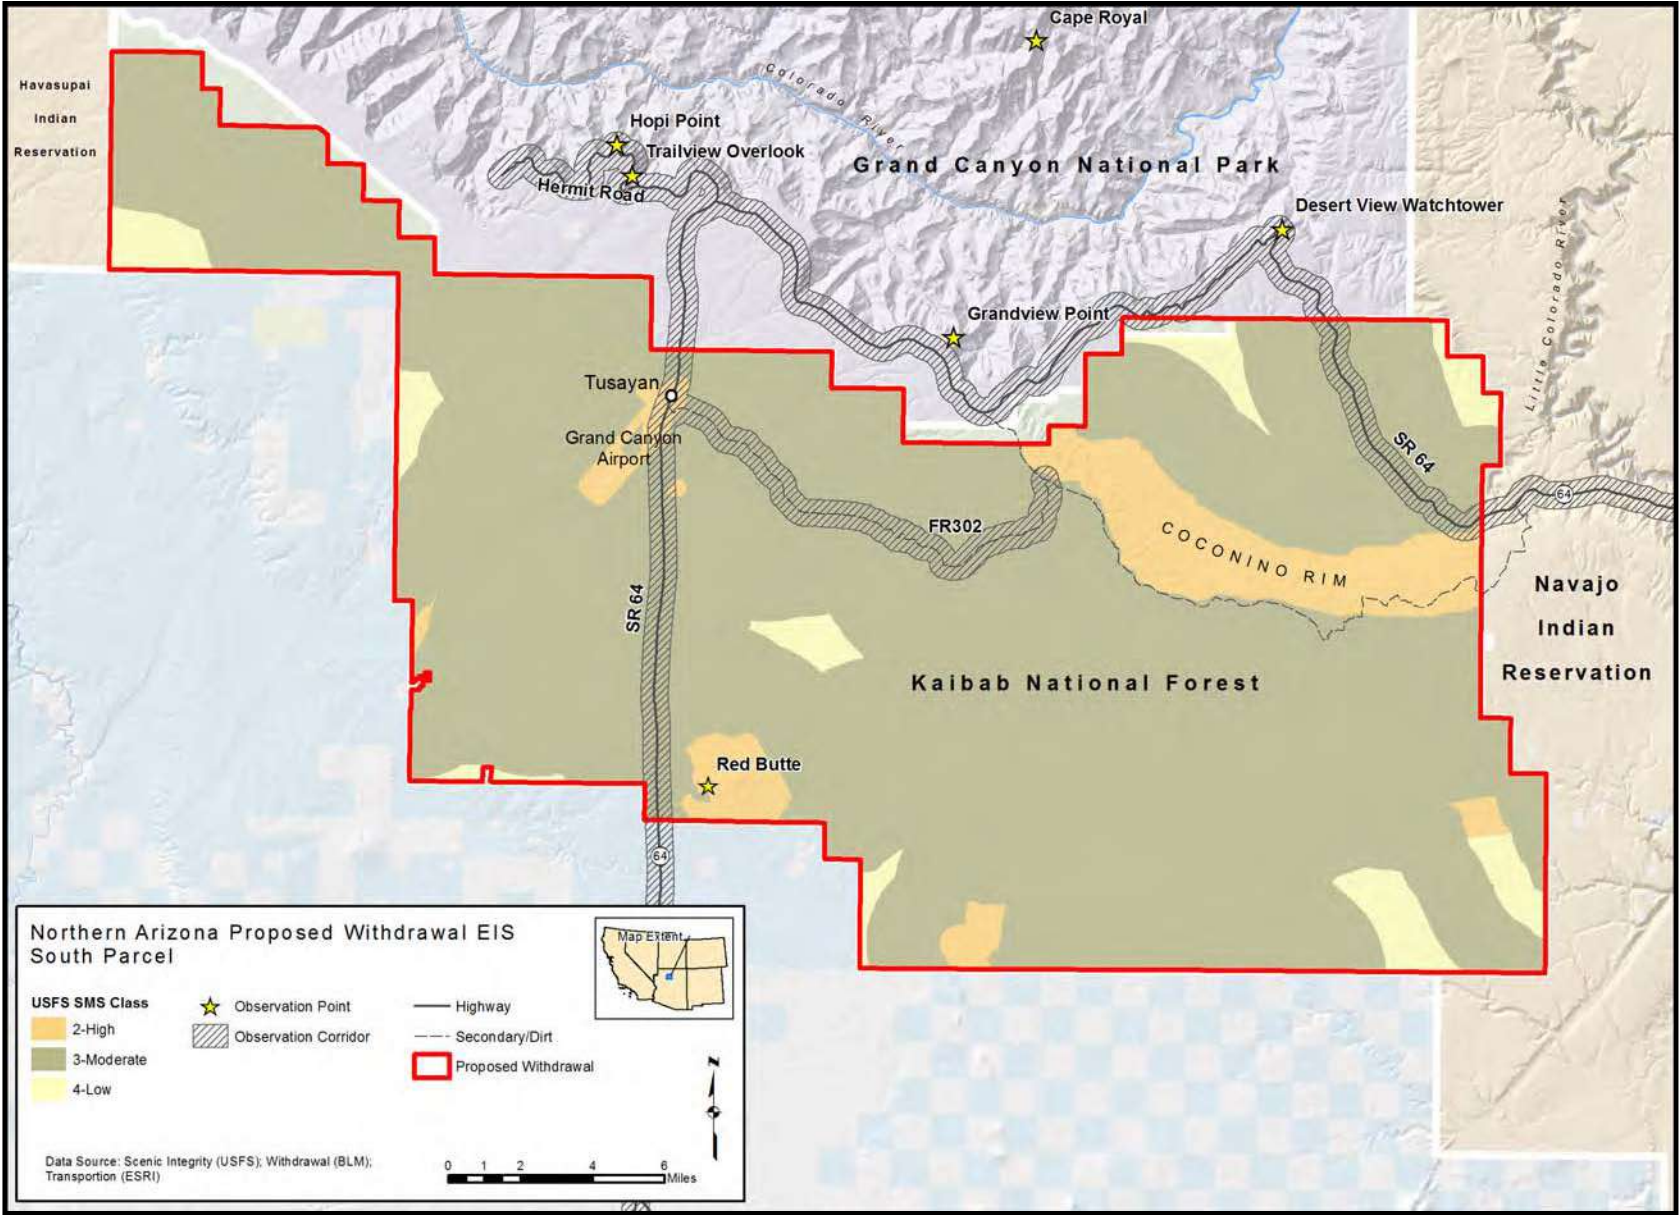 Cape Royal
Havasupai
Indian
Reservation
Colorado River
Hopi Point
Trailview Overlook
Hermit Road
Grand Canyon National Park
Desert View Watchtower
Little Colorado River
Grandview Point
Tusayan
Grand Canyon
Airport
SR 64
64
FR302
COCONINO RIM
SR 64
Navajo
Indian
Reservation
Kaibab National Forest
Red Butte
64
Northern Arizona Proposed Withdrawal EIS
South Parcel
Map Extent
USFS SMS Class
2-High
3-Moderate
4-Low
Observation Point
Observation Corridor
Highway
Secondary/Dirt
Proposed Withdrawal
N
Data Source: Scenic Integrity (USFS); Withdrawal (BLM);
Transportion (ESRI)
0 1 2 4 6
Miles